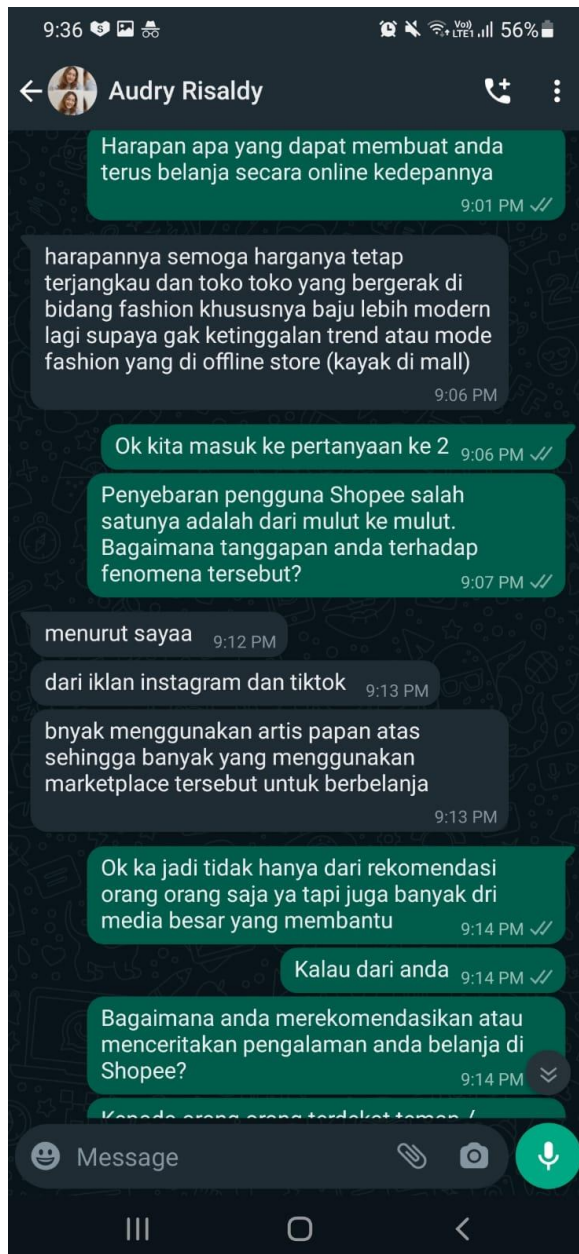 9:36
Vo))
LTE1
56%
Audry Risaldy
Harapan apa yang dapat membuat anda
terus belanja secara online kedepannya
9:01 PM
harapannya semoga harganya tetap
terjangkau dan toko toko yang bergerak di
bidang fashion khususnya baju lebih modern
lagi supaya gak ketinggalan trend atau mode
fashion yang di offline store (kayak di mall)
9:06 PM
Ok kita masuk ke pertanyaan ke 2 9:06 PM
Penyebaran pengguna Shopee salah
satunya adalah dari mulut ke mulut.
Bagaimana tanggapan anda terhadap
fenomena tersebut?
9:07 PM
menurut sayaa 9:12 PM
dari iklan instagram dan tiktok 9:13 PM
bnyak menggunakan artis papan atas
sehingga banyak yang menggunakan
marketplace tersebut untuk berbelanja
9:13 PM
Ok ka jadi tidak hanya dari rekomendasi
orang orang saja ya tapi juga banyak dri
media besar yang membantu
9:14 PM
Kalau dari anda 9:14 PM
Bagaimana anda merekomendasikan atau
menceritakan pengalaman anda belanja di
Shopee?
9:14 PM
Kepada orang orang terdekat teman /
Message